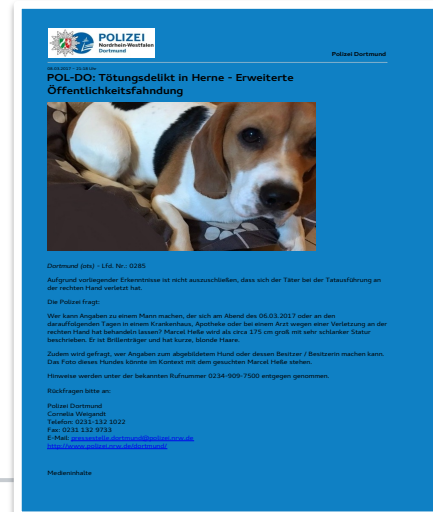 POLIZEI
Nordrhein-Westfalen
Dortmund
Polizei Dortmund
POL-DO: Tötungsdelikt in Herne - Erweiterte
Öffentlichkeitsfahndung
Dortmund (ots) - Lfd. Nr.: 0285
Aufgrund vorliegender Erkenntnisse ist nicht auszuschließen, dass sich der Täter bei der Tatausführung an
der rechten Hand verletzt hat.
Die Polizei fragt:
Wer kann Angaben zu einem Mann machen, der sich am Abend des 06.03.2017 oder an den
darauffolgenden Tagen in einem Krankenhaus, Apotheke oder bei einem Arzt wegen einer Verletzung an der
rechten Hand hat behandeln lassen? Marcel Heße wird als circa 175 cm groß mit sehr schlanker Statur
beschrieben. Er ist Brillenträger und hat kurze, blonde Haare.
Zudem wird gefragt, wer Angaben zum abgebildetem Hund oder dessen Besitzer / Besitzerin machen kann.
Das Foto dieses Hundes könnte im Kontext mit dem gesuchten Marcel Heße stehen.
Hinweise werden unter der bekannten Rufnummer 0234-909-7500 entgegen genommen.
Rückfragen bitte an:
Polizei Dortmund
Cornelia Weigandt
Telefon: 0231-132 1022
Fax: 0231 132 9733
E-Mail: pressestelle.dortmund@polizei.nrw.de
http://www.polizei.nrw.de/dortmund/
Medieninhalte